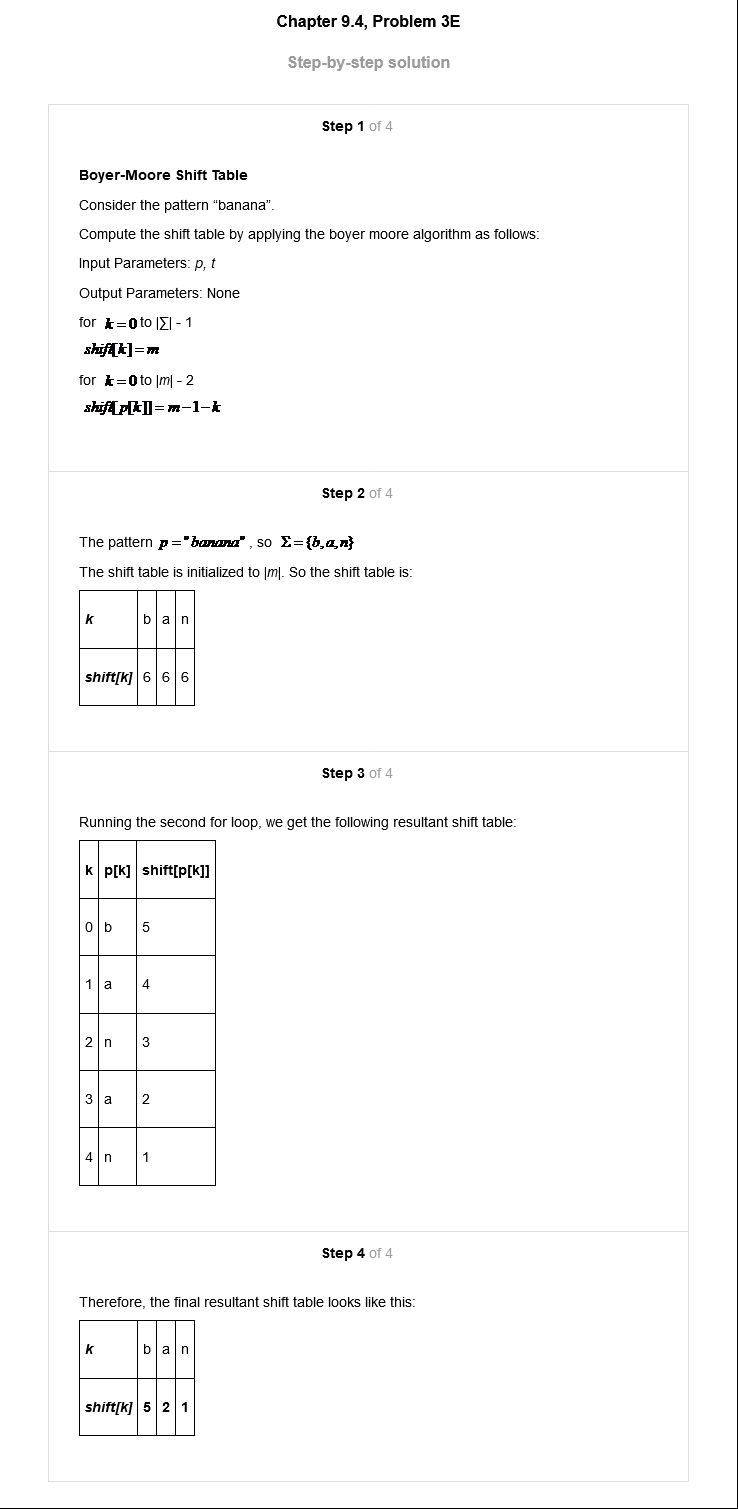 Chapter 9.4, Problem 3E
Step-by-step solution
Step 1 of 4
Boyer-Moore Shift Table
Consider the pattern “banana”.
Compute the shift table by applying the boyer moore algorithm as follows:
Input Parameters: p, t
Output Parameters: None
for k=0 to |∑| - 1
shift[k]=m
for k=0 to |m| - 2
shift[p[k]]=m−1−k
Step 2 of 4
The pattern p="banana" , so Σ={b,a,n}
The shift table is initialized to |m|. So the shift table is:
k b a n
shift[k] 6 6 6
Step 3 of 4
Running the second for loop, we get the following resultant shift table:
k p[k] shift[p[k]]
0 b 5
1 a 4
2 n 3
3 a 2
4 n 1
Step 4 of 4
Therefore, the final resultant shift table looks like this:
k b a n
shift[k] 5 2 1